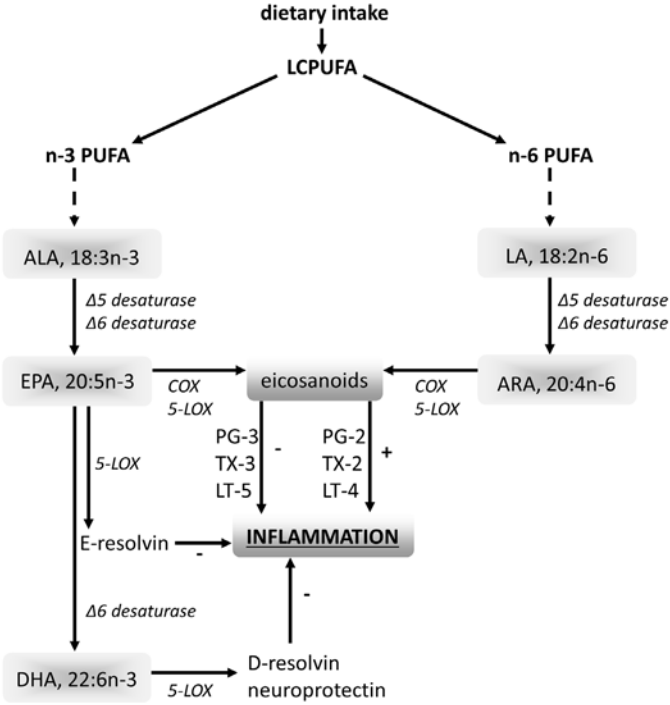 dietary intake
LCPUFA
n-3 PUFA
n-6 PUFA
ALA, 18:3n-3
LA, 18:2n-6
Δ5 desaturase
Δ6 desaturase
Δ5 desaturase
Δ6 desaturase
EPA, 20:5n-3
COX
5-LOX
eicosanoids
COX
5-LOX
ARA, 20:4n-6
5-LOX
PG-3
TX-3
LT-5
-
PG-2
TX-2
LT-4
+
E-resolvin
-
INFLAMMATION
Δ6 desaturase
-
DHA, 22:6n-3
5-LOX
D-resolvin
neuroprotectin